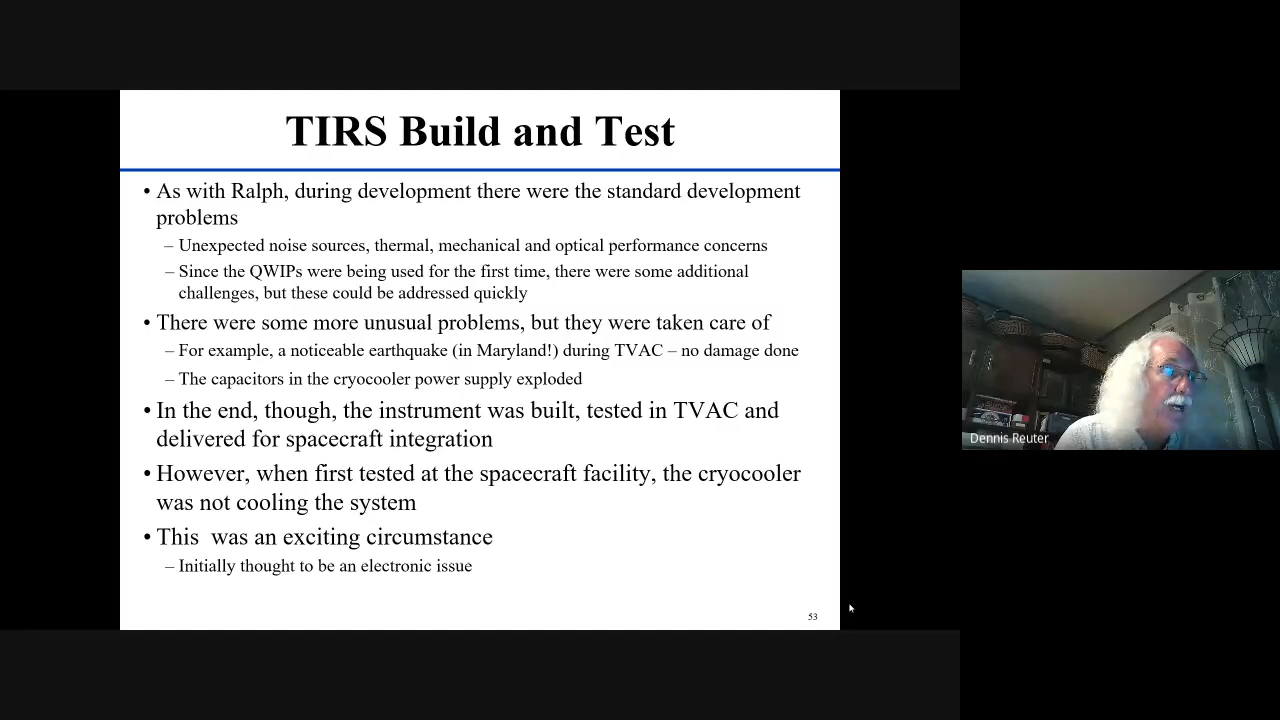 TIRS Build and Test
• As with Ralph, during development there were the standard development
problems
– Unexpected noise sources, thermal, mechanical and optical performance concerns
– Since the QWIPs were being used for the first time, there were some additional
challenges, but these could be addressed quickly
• There were some more unusual problems, but they were taken care of
– For example, a noticeable earthquake (in Maryland!) during TVAC – no damage done
– The capacitors in the cryocooler power supply exploded
• In the end, though, the instrument was built, tested in TVAC and
delivered for spacecraft integration
• However, when first tested at the spacecraft facility, the cryocooler
was not cooling the system
• This  was an exciting circumstance
– Initially thought to be an electronic issue
53
Dennis Reuter